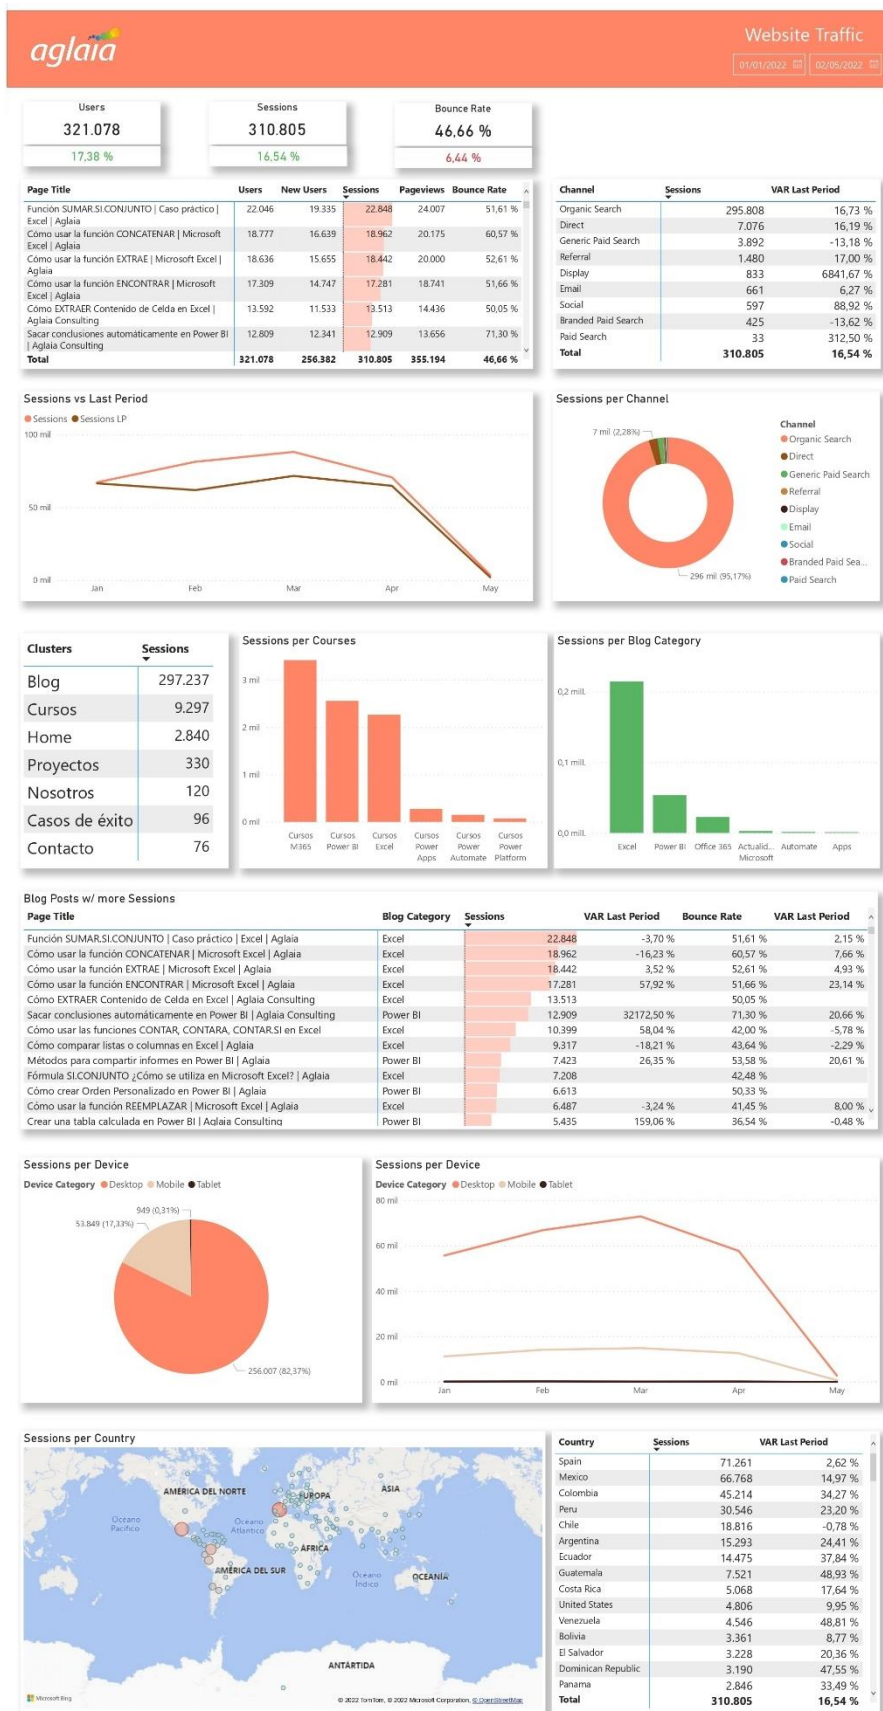 aglaia
Website Traffic
01/01/2022 02/05/2022
Users
321.078
17,38 %
Sessions
310.805
16,54 %
Bounce Rate
46,66 %
6,44 %
Page Title Users New Users Sessions Pageviews Bounce Rate
Función SUMAR.SI.CONJUNTO | Caso práctico | 22.046 19.335 22.848 24.007 51,61 %
Excel | Aglaia
Cómo usar la función CONCATENAR | Microsoft 18.777 16.639 18.962 20.175 60,57 %
Excel | Aglaia
Cómo usar la función EXTRAE | Microsoft Excel | 18.636 15.655 18.442 20.000 52,61 %
Aglaia
Cómo usar la función ENCONTRAR | Microsoft 17.309 14.747 17.281 18.741 51,66 %
Excel | Aglaia
Cómo EXTRAER Contenido de Celda en Excel | 13.592 11.533 13.513 14.436 50,05 %
Aglaia Consulting
Sacar conclusiones automáticamente en Power BI 12.809 12.341 12.909 13.656 71,30 %
| Aglaia Consulting
Total 321.078 256.382 310.805 355.194 46,66 %
Channel Sessions VAR Last Period
Organic Search 295.808 16,73 %
Direct 7.076 16,19 %
Generic Paid Search 3.892 -13,18 %
Referral 1.480 17,00 %
Display 833 6841,67 %
Email 661 6,27 %
Social 597 88,92 %
Branded Paid Search 425 -13,62 %
Paid Search 33 312,50 %
Total 310.805 16,54 %
Sessions vs Last Period
Sessions Sessions LP
100 mil
50 mil
0 mil
Jan Feb Mar Apr May
Sessions per Channel
7 mil (2,28%)
296 mil (95,17%)
Channel
Organic Search
Direct
Generic Paid Search
Referral
Display
Email
Social
Branded Paid Sea...
Paid Search
Clusters Sessions
Blog 297.237
Cursos 9.297
Home 2.840
Proyectos 330
Nosotros 120
Casos de éxito 96
Contacto 76
Sessions per Courses
3 mil
2 mil
1 mil
0 mil
Cursos Cursos Cursos Cursos Cursos Cursos
M365 Power BI Excel Power Power Power
Apps Automate Platform
Sessions per Blog Category
0,2 mill.
0,1 mill.
0,0 mill.
Excel Power BI Office 365 Actualid... Automate Apps
Microsoft
Blog Posts w/ more Sessions
Page Title Blog Category Sessions VAR Last Period Bounce Rate VAR Last Period
Función SUMAR.SI.CONJUNTO | Caso práctico | Excel | Aglaia Excel 22.848 -3,70 % 51,61 % 2,15 %
Cómo usar la función CONCATENAR | Microsoft Excel | Aglaia Excel 18.962 -16,23 % 60,57 % 7,66 %
Cómo usar la función EXTRAE | Microsoft Excel | Aglaia Excel 18.442 3,52 % 52,61 % 4,93 %
Cómo usar la función ENCONTRAR | Microsoft Excel | Aglaia Excel 17.281 57,92 % 51,66 % 23,14 %
Cómo EXTRAER Contenido de Celda en Excel | Aglaia Consulting Excel 13.513 50,05 %
Sacar conclusiones automáticamente en Power BI | Aglaia Consulting Power BI 12.909 32172,50 % 71,30 % 20,66 %
Cómo usar las funciones CONTAR, CONTARA, CONTAR.SI en Excel Excel 10.399 58,04 % 42,00 % -5,78 %
Cómo comparar listas o columnas en Excel | Aglaia Excel 9.317 -18,21 % 43,64 % -2,29 %
Métodos para compartir informes en Power BI | Aglaia Power BI 7.423 26,35 % 53,58 % 20,61 %
Fórmula SI.CONJUNTO ¿Cómo se utiliza en Microsoft Excel? | Aglaia Excel 7.208 42,48 %
Cómo crear Orden Personalizado en Power BI | Aglaia Power BI 6.613 50,33 %
Cómo usar la función REEMPLAZAR | Microsoft Excel | Aglaia Excel 6.487 -3,24 % 41,45 % 8,00 %
Crear una tabla calculada en Power BI | Aglaia Consulting Power BI 5.435 159,06 % 36,54 % -0,48 %
Sessions per Device
Device Category Desktop Mobile Tablet
949 (0,31%)
53.849 (17,33%)
256.007 (82,37%)
Sessions per Device
Device Category Desktop Mobile Tablet
80 mil
60 mil
40 mil
20 mil
0 mil
Jan Feb Mar Apr May
Sessions per Country
AMÉRICA DEL NORTE
EUROPA
ASIA
Océano
Pacífico
Océano
Atlántico
ÁFRICA
AMÉRICA DEL SUR
Océano
Índico
OCEANÍA
ANTÁRTIDA
Microsoft Bing
© 2022 TomTom, © 2022 Microsoft Corporation, © OpenStreetMap
Country Sessions VAR Last Period
Spain 71.261 2,62 %
Mexico 66.768 14,97 %
Colombia 45.214 34,27 %
Peru 30.546 23,20 %
Chile 18.816 -0,78 %
Argentina 15.293 24,41 %
Ecuador 14.475 37,84 %
Guatemala 7.521 48,93 %
Costa Rica 5.068 17,64 %
United States 4.806 9,95 %
Venezuela 4.546 48,81 %
Bolivia 3.361 8,77 %
El Salvador 3.228 20,36 %
Dominican Republic 3.190 47,55 %
Panama 2.846 33,49 %
Total 310.805 16,54 %